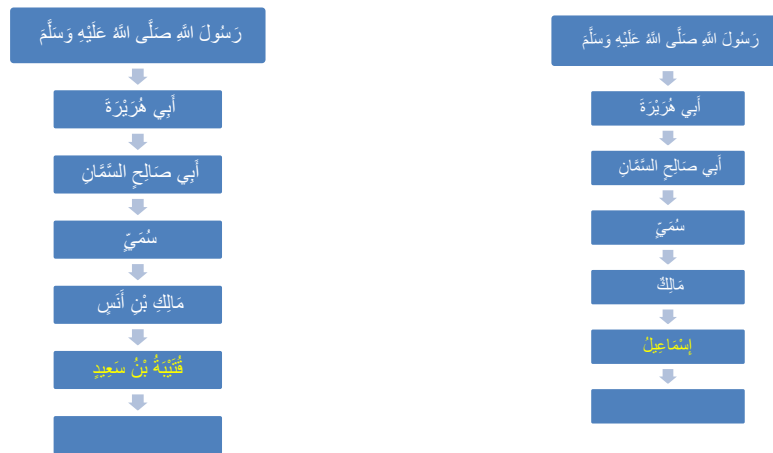 رَسُولَ اللَّهِ صَلَّى اللَّهُ عَلَيْهِ وَسَلَّمَ
أَبِي هُرَيْرَةَ
أَبِي صَالِحٍ السَّمَّانِ
سُمَيٍّ
مَالِكِ بْنِ أَنَسٍ
قُتَيْبَةُ بْنُ سَعِيدٍ
رَسُولَ اللَّهِ صَلَّى اللَّهُ عَلَيْهِ وَسَلَّمَ
أَبِي هُرَيْرَةَ
أَبِي صَالِحٍ السَّمَّانِ
سُمَيٍّ
مَالِكٌ
إِسْمَاعِيلُ